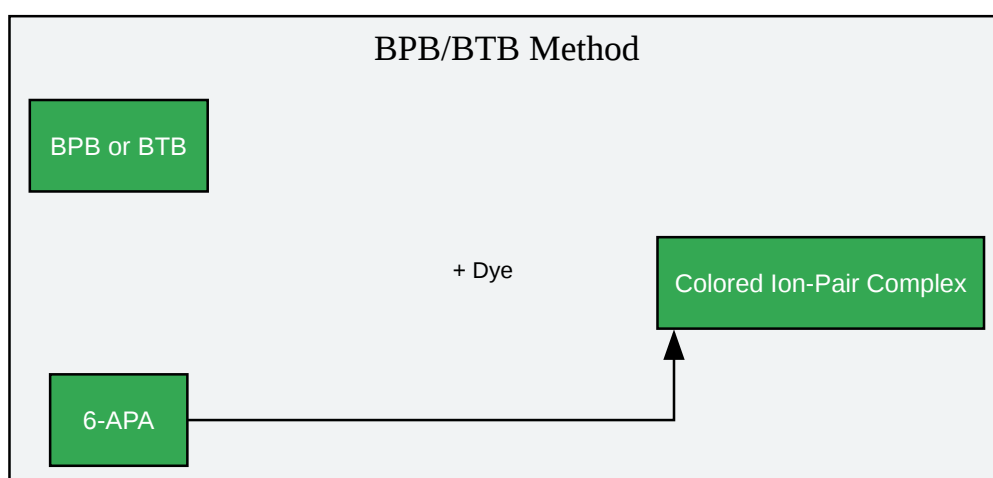 BPB/BTB Method
BPB or BTB
+ Dye
Colored Ion-Pair Complex
6-APA